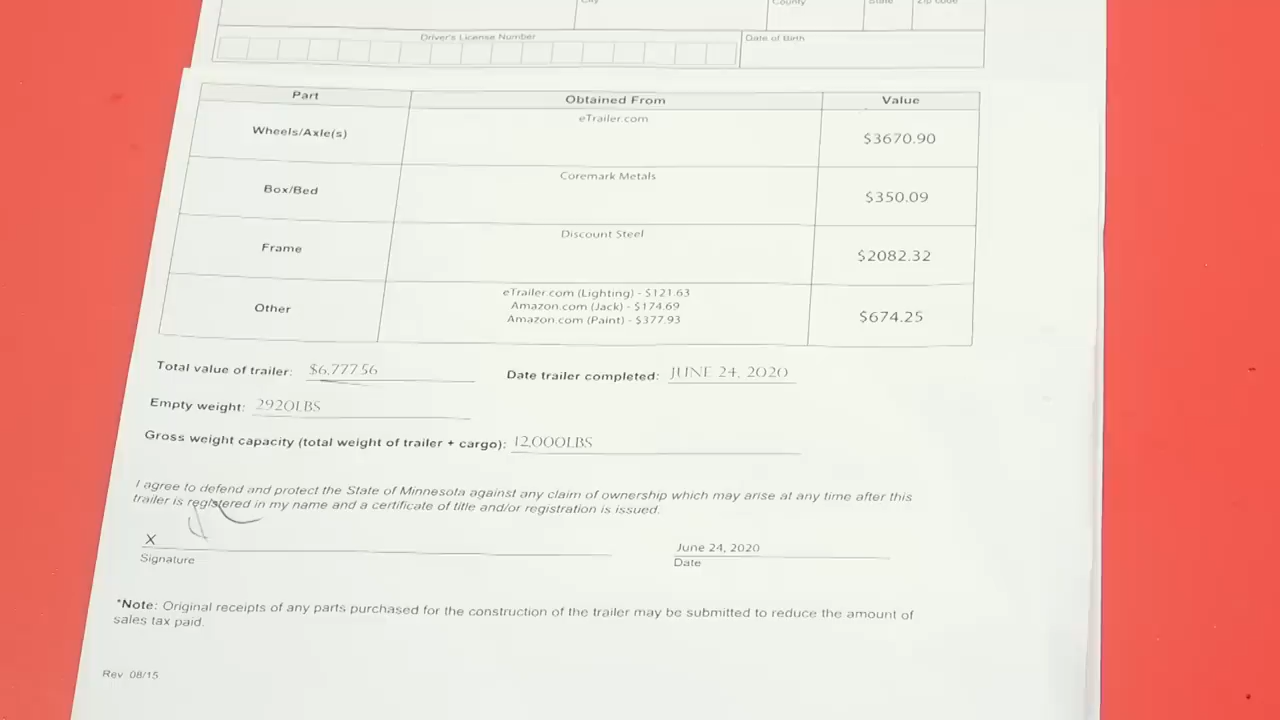 City
County
State
Zip code
Driver's License Number
Date of Birth
Part
Obtained From
Value
Wheels/Axle(s)
eTrailer.com
$3670.90
Box/Bed
Coremark Metals
$350.09
Frame
Discount Steel
$2082.32
Other
eTrailer.com (Lighting) - $121.63
Amazon.com (Jack) - $174.69
Amazon.com (Paint) - $377.93
$674.25
Total value of trailer: $6,777.56
Date trailer completed: JUNE 24, 2020
Empty weight: 2920LBS
Gross weight capacity (total weight of trailer + cargo): 12,000LBS
I agree to defend and protect the State of Minnesota against any claim of ownership which may arise at any time after this
trailer is registered in my name and a certificate of title and/or registration is issued.
X
June 24, 2020
Signature
Date
*Note: Original receipts of any parts purchased for the construction of the trailer may be submitted to reduce the amount of
sales tax paid.
Rev 08/15